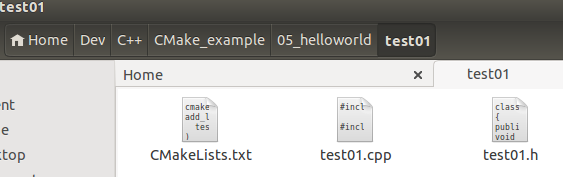 test01
Home Dev C++ CMake_example 05_helloworld test01
Home test01
ent
e
ktop
cmake
add_l
tes
)
#incl
#incl
class
{
publi
void
CMakeLists.txt test01.cpp test01.h